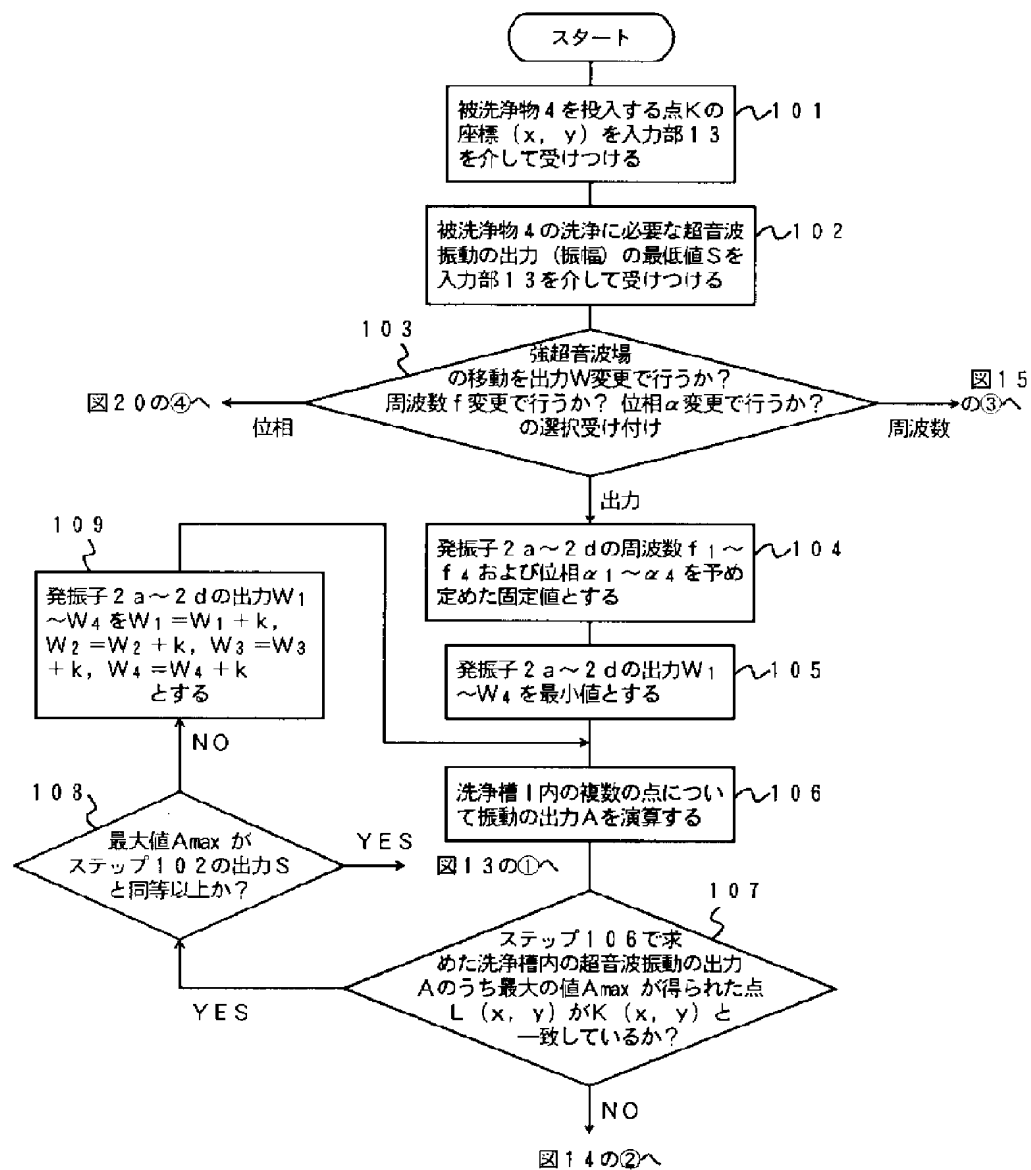 スタート
被洗浄物4を投入する点Kの
座標(x,y)を入力部13
を介して受けつける
101
被洗浄物4の洗浄に必要な超音波
振動の出力(振幅)の最低値Sを
入力部13を介して受けつける
102
103
強超音波場
の移動を出力W変更で行うか?
周波数f変更で行うか? 位相α変更で行うか?
の選択受け付け
図20の④へ
位相
図15
の③へ
周波数
出力
発振子2a~2dの周波数f1~
f4および位相α1~α4を予め
定めた固定値とする
104
発振子2a~2dの出力W1
~W4を最小値とする
105
109
発振子2a~2dの出力W1
~W4をW1=W1+k,
W2=W2+k, W3=W3
+k, W4=W4+k
とする
NO
洗浄槽1内の複数の点につい
て振動の出力Aを演算する
106
108
最大値Amax が
ステップ102の出力S
と同等以上か?
YES
図13の①へ
107
ステップ106で求
めた洗浄槽内の超音波振動の出力
Aのうち最大の値Amax が得られた点
L(x,y)がK(x,y)と
一致しているか?
YES
NO
図14の②へ